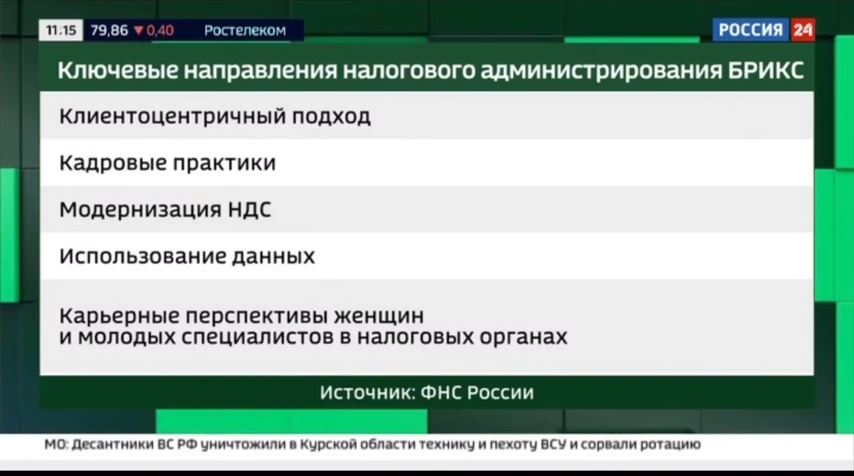 11.15 79,86 ▼0,40 Ростелеком РОССИЯ 24
Ключевые направления налогового администрирования БРИКС
Клиентоцентричный подход
Кадровые практики
Модернизация НДС
Использование данных
Карьерные перспективы женщин
и молодых специалистов в налоговых органах
Источник: ФНС России
МО: Десантники ВС РФ уничтожили в Курской области технику и пехоту ВСУ и сорвали ротацию